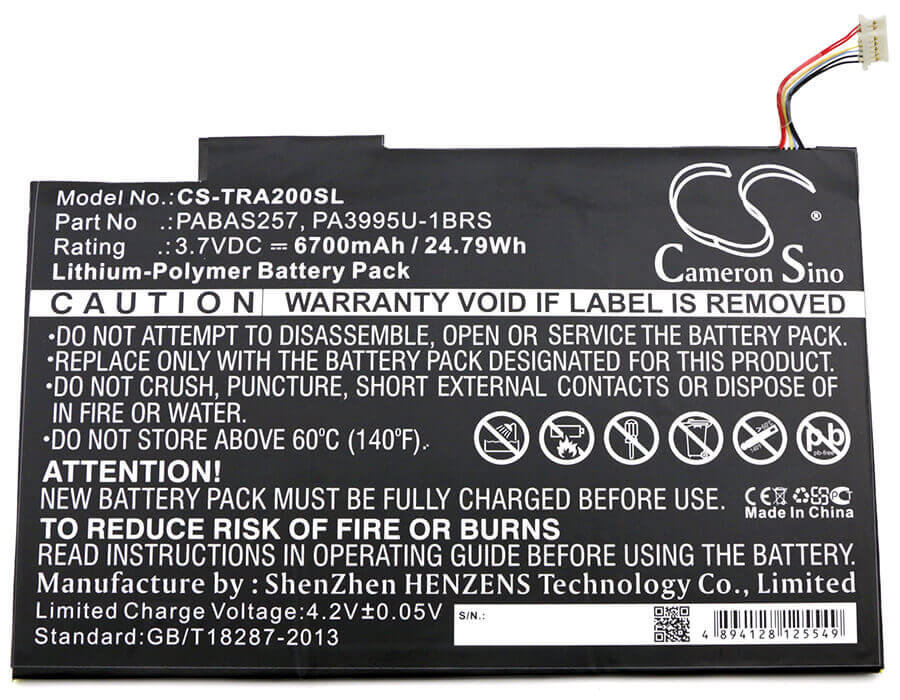 Model No.:CS-TRA200SL
Part No .:PABAS257, PA3995U-1BRS
Rating .:3.7VDC ⎓ 6700mAh / 24.79Wh
Lithium-Polymer Battery Pack
Cameron Sino
®
CAUTION WARRANTY VOID IF LABEL IS REMOVED
•DO NOT ATTEMPT TO DISASSEMBLE, OPEN OR SERVICE THE BATTERY PACK.
•REPLACE ONLY WITH THE BATTERY PACK DESIGNATED FOR THIS PRODUCT.
•DO NOT CRUSH, PUNCTURE, SHORT EXTERNAL CONTACTS OR DISPOSE OF
IN FIRE OR WATER.
•DO NOT STORE ABOVE 60°C (140°F).
pb
pb-free
ATTENTION!
NEW BATTERY PACK MUST BE FULLY CHARGED BEFORE USE.
CE
Made In China
TO REDUCE RISK OF FIRE OR BURNS
READ INSTRUCTIONS IN OPERATING GUIDE BEFORE USING THE BATTERY.
Manufacture by : ShenZhen HENZENS Technology Co., Limited
Limited Charge Voltage:4.2V±0.05V
Standard:GB/T18287-2013
S/N.:
4 894128 125549